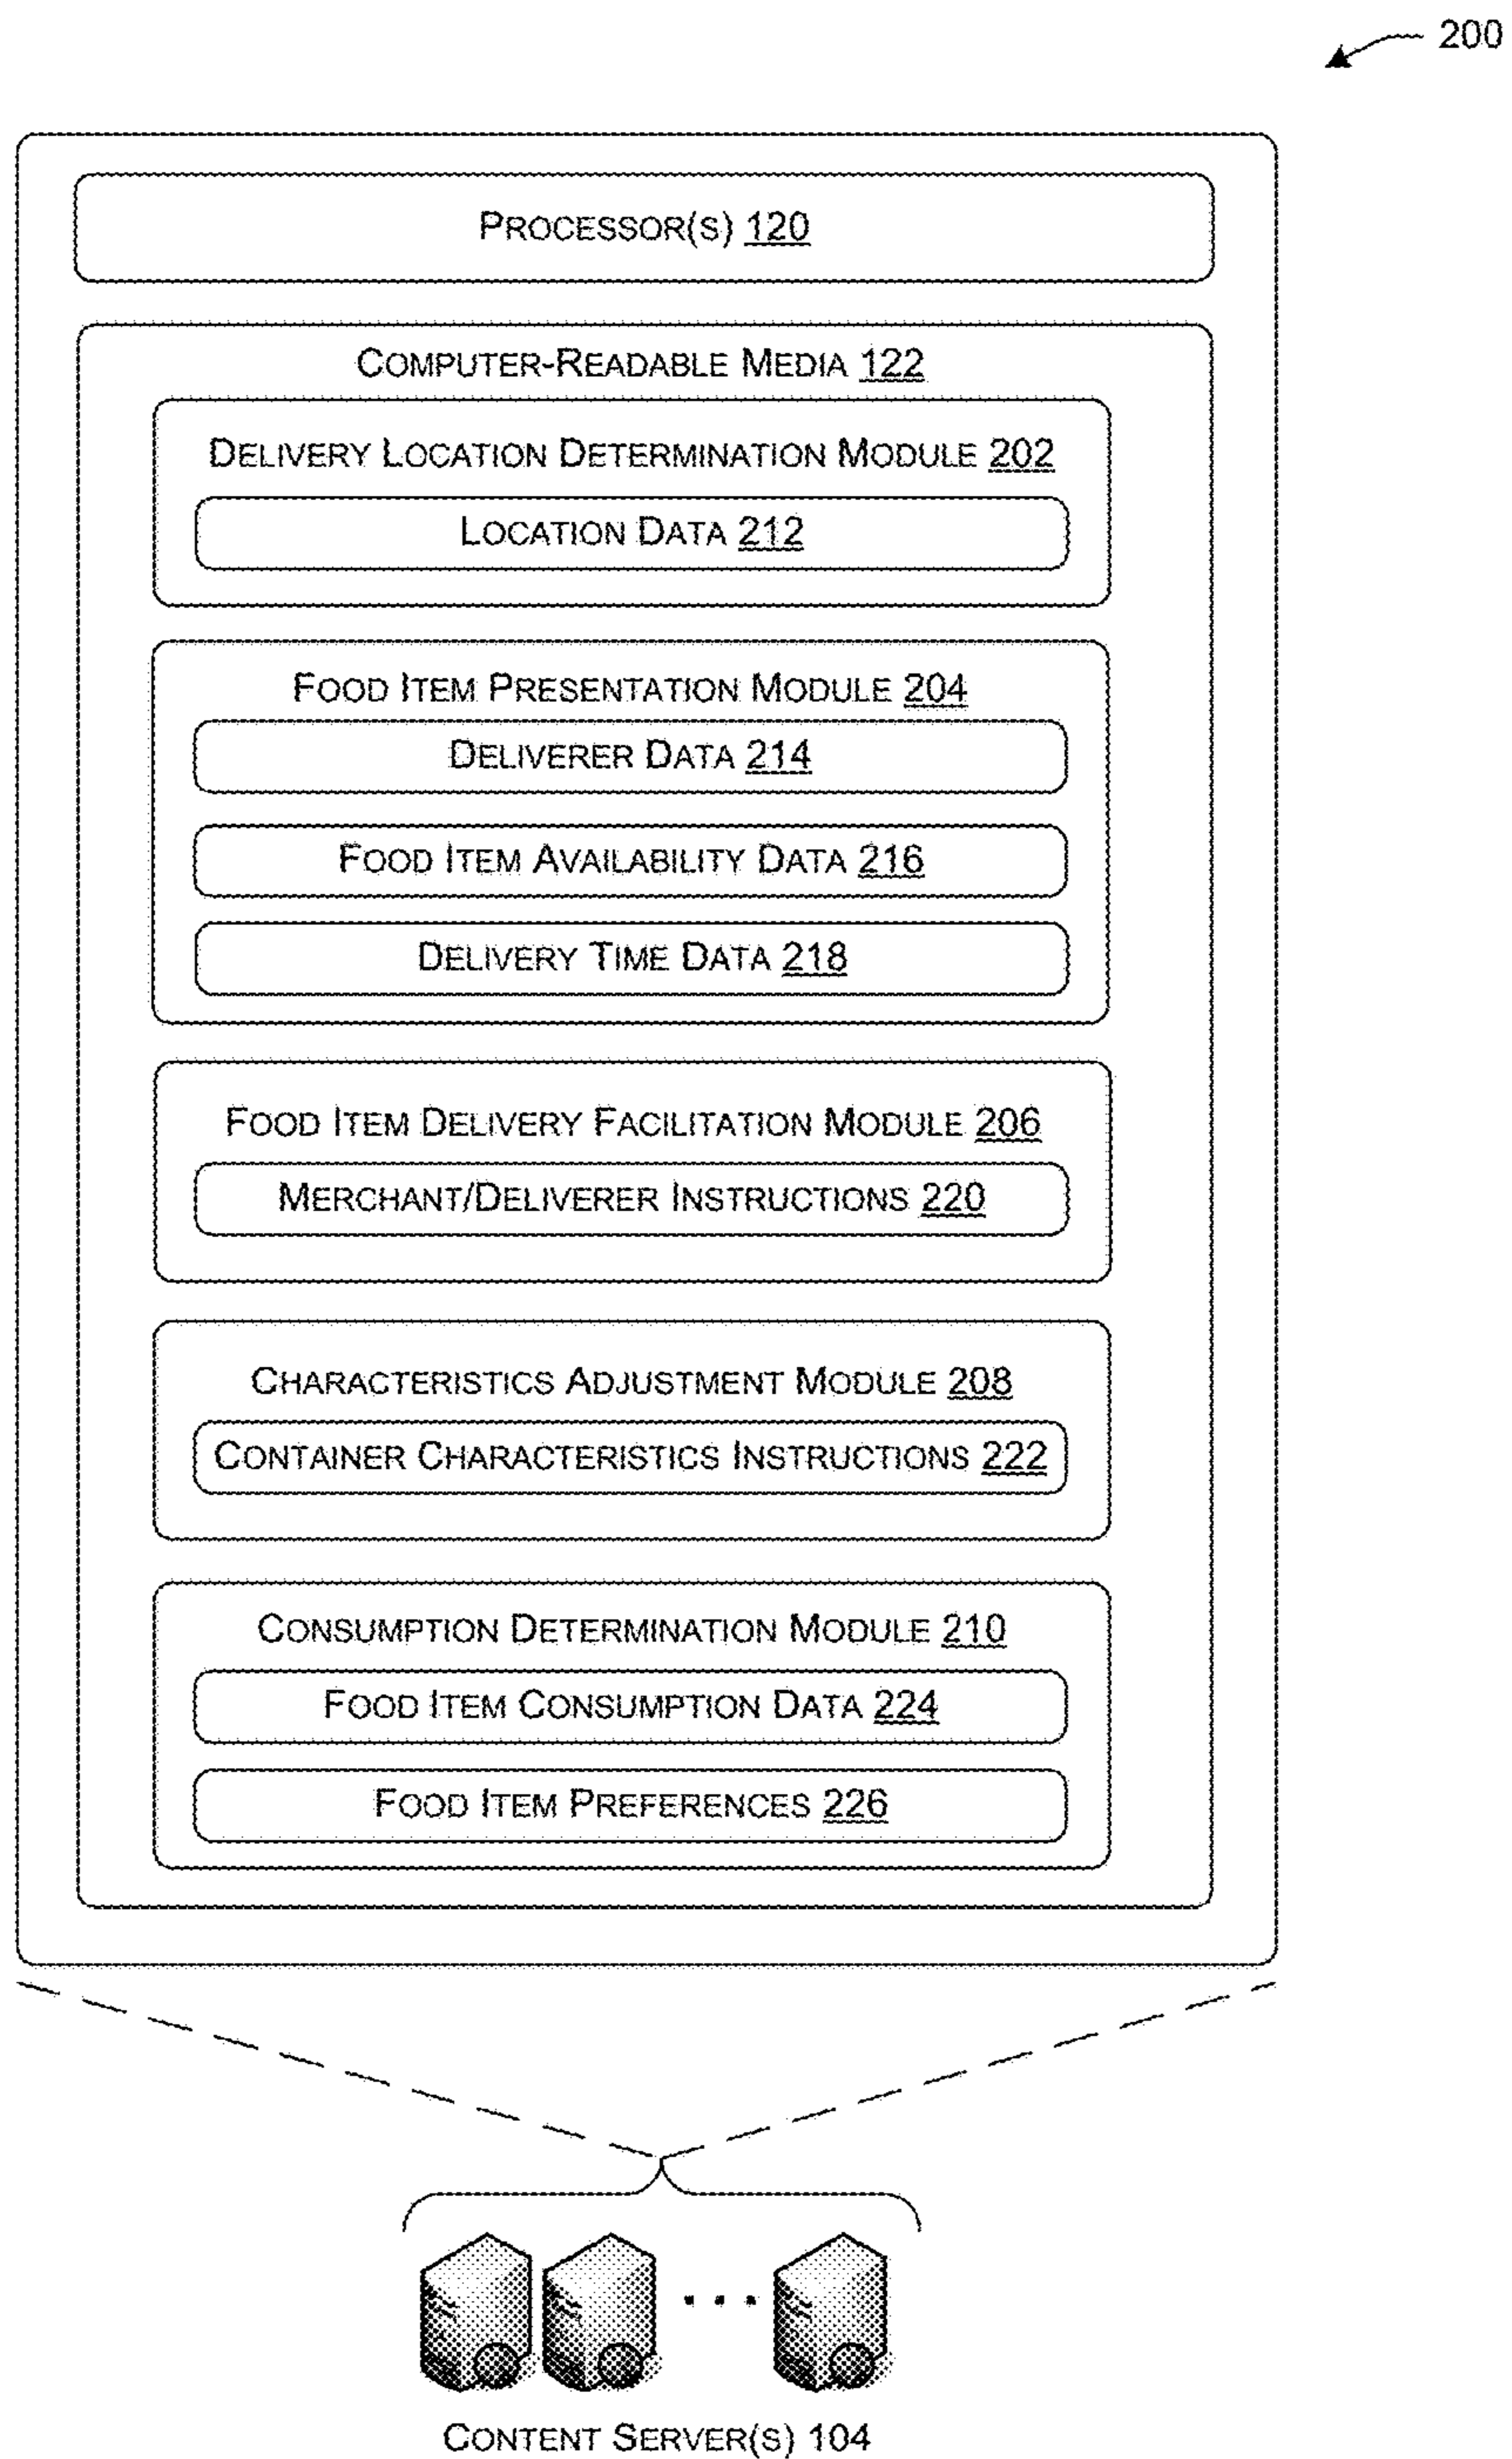 200
PROCESSOR(S) 120
COMPUTER-READABLE MEDIA 122
DELIVERY LOCATION DETERMINATION MODULE 202
LOCATION DATA 212
FOOD ITEM PRESENTATION MODULE 204
DELIVERER DATA 214
FOOD ITEM AVAILABILITY DATA 216
DELIVERY TIME DATA 218
FOOD ITEM DELIVERY FACILITATION MODULE 206
MERCHANT/DELIVERER INSTRUCTIONS 220
CHARACTERISTICS ADJUSTMENT MODULE 208
CONTAINER CHARACTERISTICS INSTRUCTIONS 222
CONSUMPTION DETERMINATION MODULE 210
FOOD ITEM CONSUMPTION DATA 224
FOOD ITEM PREFERENCES 226
CONTENT SERVER(S) 104